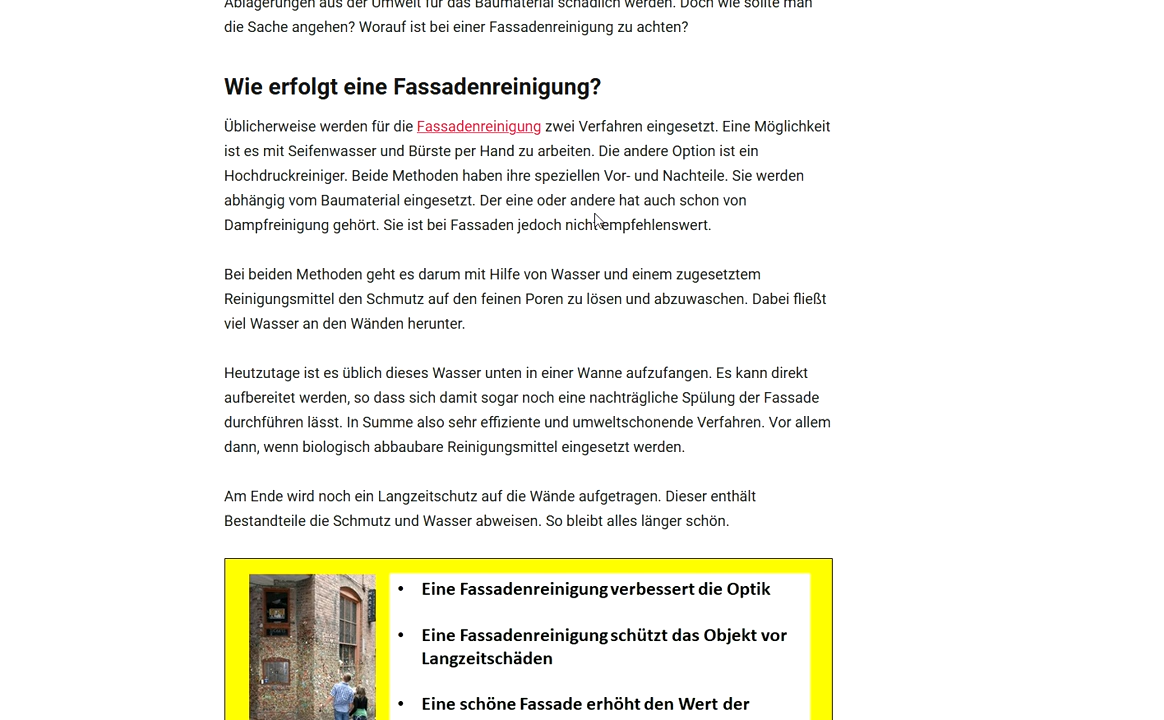 Ablagerungen aus der Umwelt für das Baumaterial schädlich werden. Doch wie sollte man
die Sache angehen? Worauf ist bei einer Fassadenreinigung zu achten?
Wie erfolgt eine Fassadenreinigung?
Üblicherweise werden für die Fassadenreinigung zwei Verfahren eingesetzt. Eine Möglichkeit
ist es mit Seifenwasser und Bürste per Hand zu arbeiten. Die andere Option ist ein
Hochdruckreiniger. Beide Methoden haben ihre speziellen Vor- und Nachteile. Sie werden
abhängig vom Baumaterial eingesetzt. Der eine oder andere hat auch schon von
Dampfreinigung gehört. Sie ist bei Fassaden jedoch nicht empfehlenswert.
Bei beiden Methoden geht es darum mit Hilfe von Wasser und einem zugesetztem
Reinigungsmittel den Schmutz auf den feinen Poren zu lösen und abzuwaschen. Dabei fließt
viel Wasser an den Wänden herunter.
Heutzutage ist es üblich dieses Wasser unten in einer Wanne aufzufangen. Es kann direkt
aufbereitet werden, so dass sich damit sogar noch eine nachträgliche Spülung der Fassade
durchführen lässt. In Summe also sehr effiziente und umweltschonende Verfahren. Vor allem
dann, wenn biologisch abbaubare Reinigungsmittel eingesetzt werden.
Am Ende wird noch ein Langzeitschutz auf die Wände aufgetragen. Dieser enthält
Bestandteile die Schmutz und Wasser abweisen. So bleibt alles länger schön.
• Eine Fassadenreinigung verbessert die Optik
• Eine Fassadenreinigung schützt das Objekt vor
Langzeitschäden
• Eine schöne Fassade erhöht den Wert der